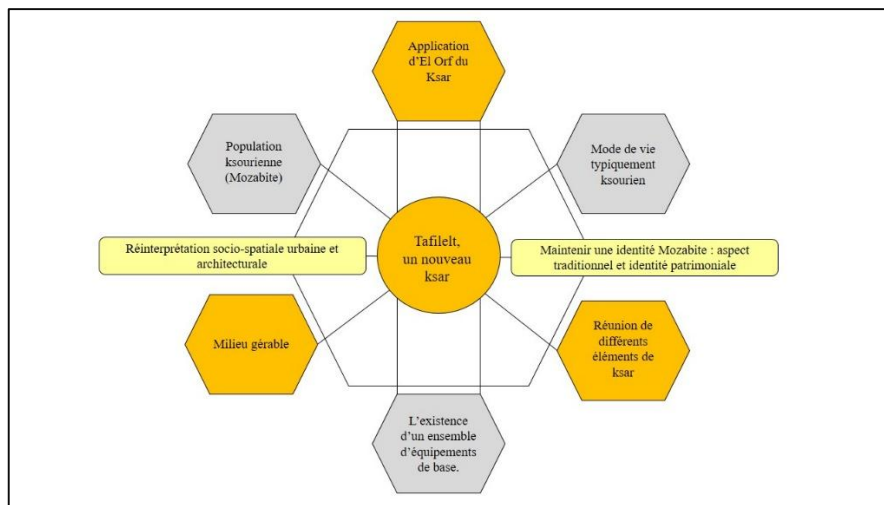 Application
d'El Orf du
Ksar
Population
ksourienne
(Mozabite)
Mode de vie
typiquement
ksourien
Réinterprétation socio-spatiale urbaine et
architecturale
Tafilelt,
un nouveau
ksar
Maintenir une identité Mozabite : aspect
traditionnel et identité patrimoniale
Milieu gérable
Réunion de
différents
éléments de
ksar
L'existence
d'un ensemble
d'équipements
de base.